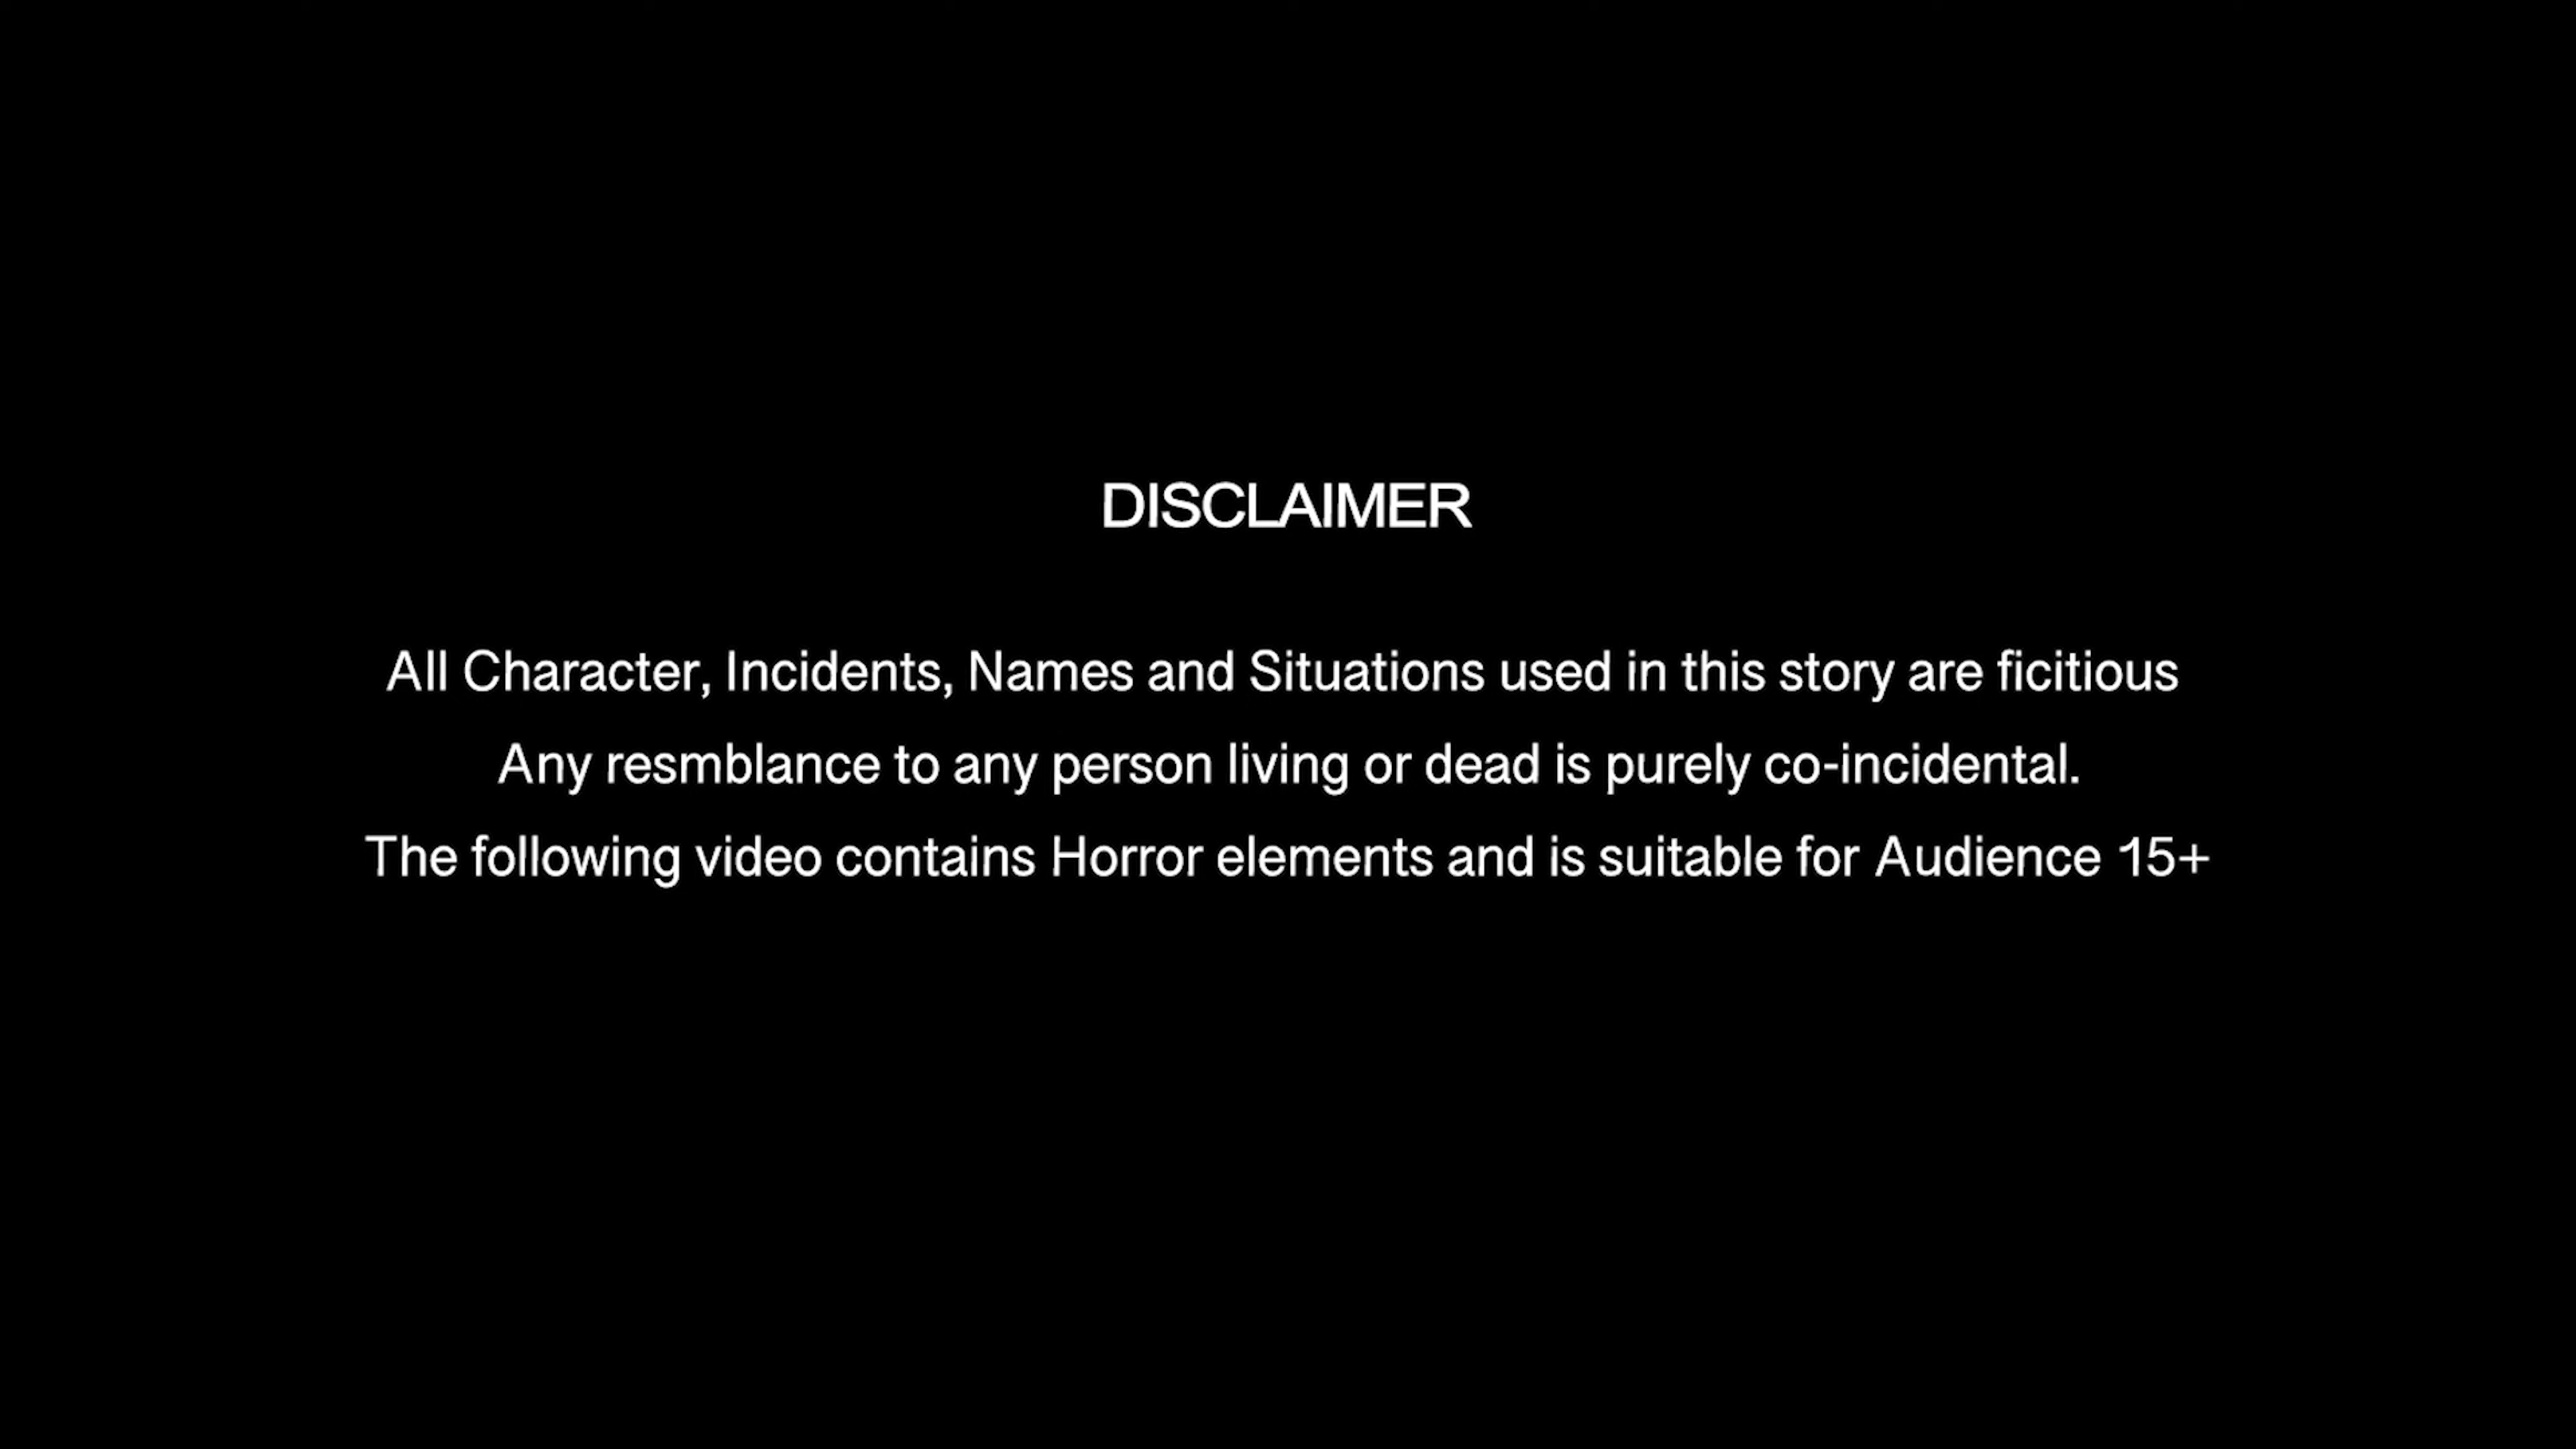 DISCLAIMER
All Character, Incidents, Names and Situations used in this story are ficitious
Any resmblance to any person living or dead is purely co-incidental.
The following video contains Horror elements and is suitable for Audience 15+